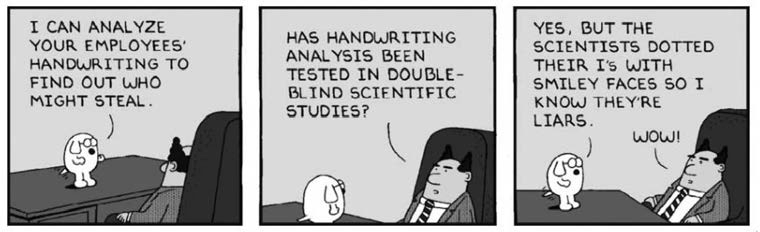 I CAN ANALYZE
YOUR EMPLOYEES'
HANDWRITING TO
FIND OUT WHO
MIGHT STEAL.
HAS HANDWRITING
ANALYSIS BEEN
TESTED IN DOUBLE-
BLIND SCIENTIFIC
STUDIES?
YES, BUT THE
SCIENTISTS DOTTED
THEIR I'S WITH
SMILEY FACES SO I
KNOW THEY'RE
LIARS.
WOW!